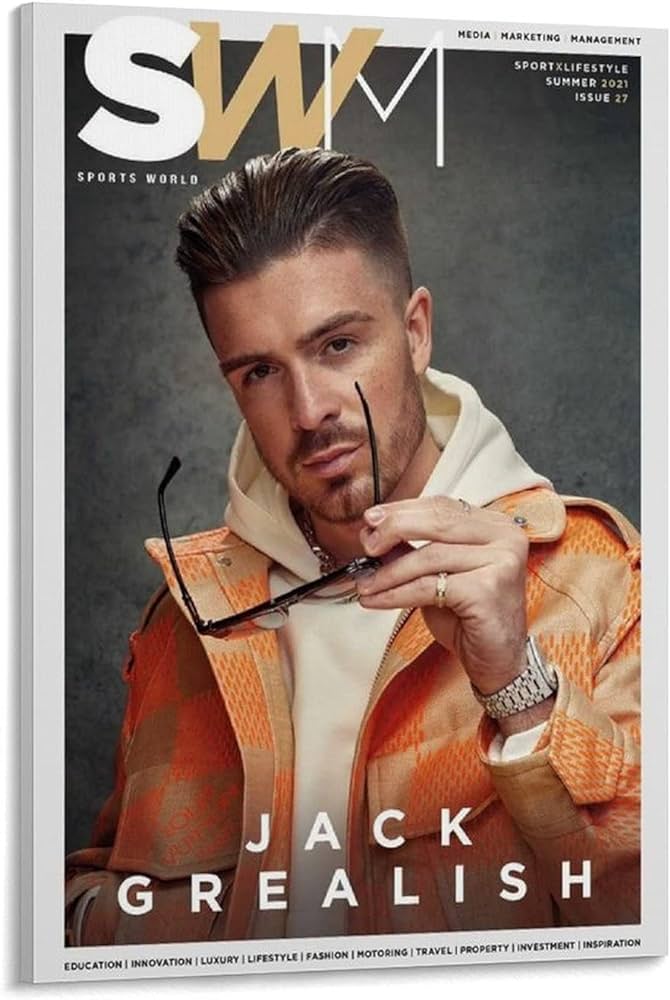 SWM
MEDIA | MARKETING | MANAGEMENT
SPORTXLIFESTYLE
SUMMER 2021
ISSUE 27
SPORTS WORLD
JACK
GREALISH
EDUCATION | INNOVATION | LUXURY | LIFESTYLE | FASHION | MOTORING | TRAVEL | PROPERTY | INVESTMENT | INSPIRATION